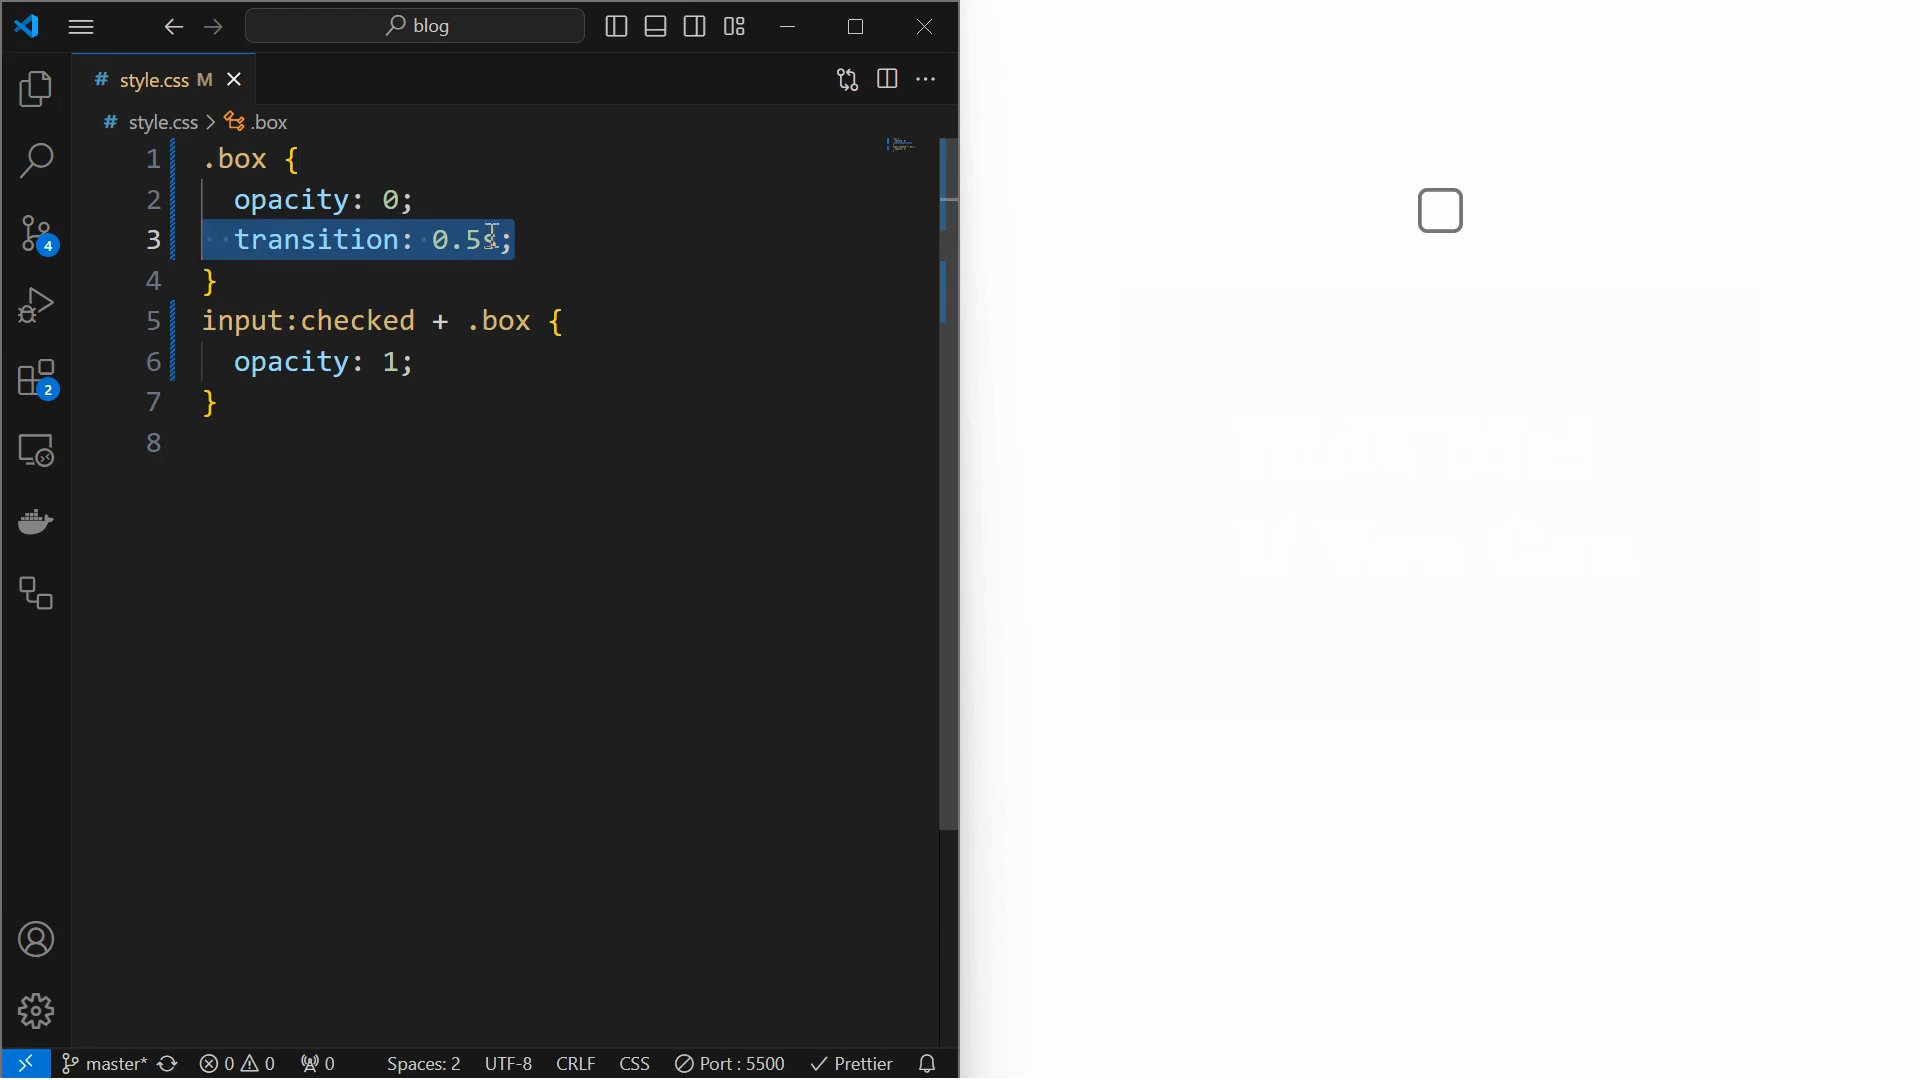 blog
# style.css M
# style.css > .box
1 .box {
2 opacity: 0;
3 transition: 0.5s;
4 }
5 input:checked + .box {
6 opacity: 1;
7 }
8
4
2
master* 0 0 0 Spaces: 2 UTF-8 CRLF CSS Port : 5500 Prettier